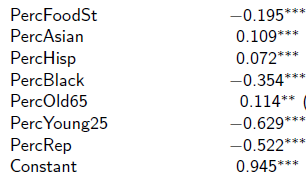 PercFoodSt −0.195***
PercAsian 0.109***
PercHisp 0.072***
PercBlack −0.354***
PercOld65 0.114** (
PercYoung25 −0.629***
PercRep −0.522***
Constant 0.945***